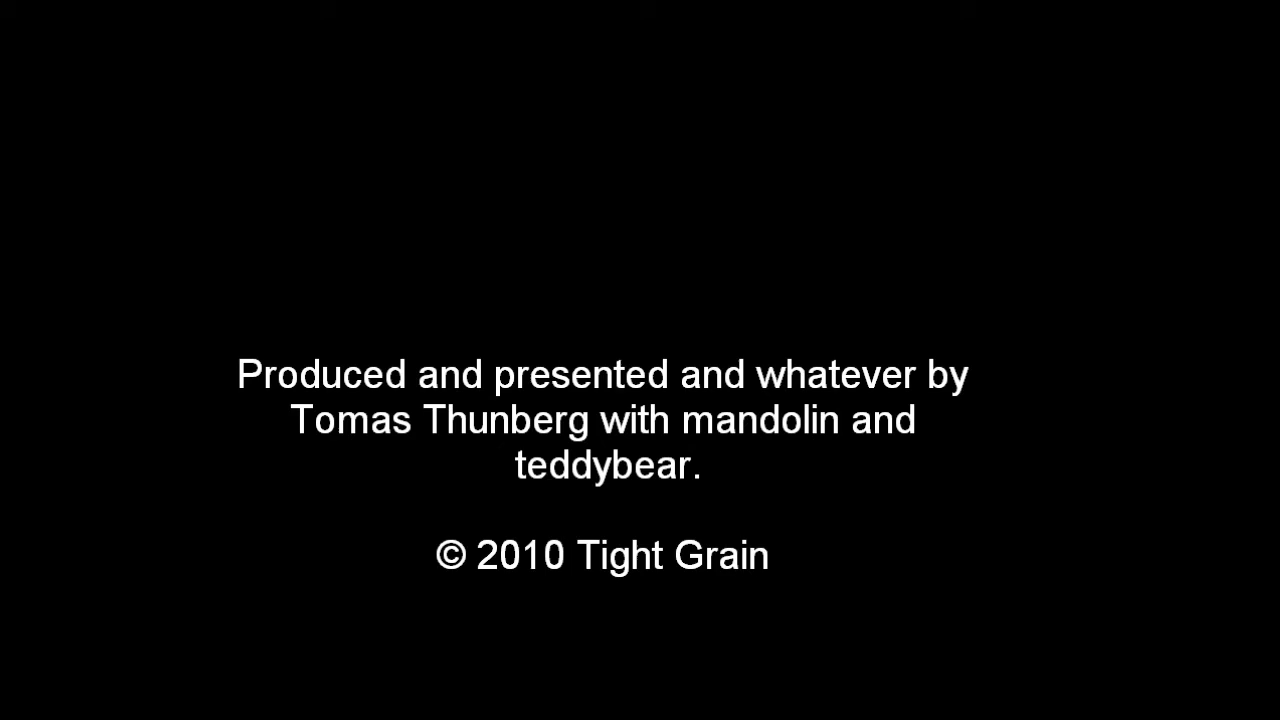 Produced and presented and whatever by
Tomas Thunberg with mandolin and
teddybear.
© 2010 Tight Grain